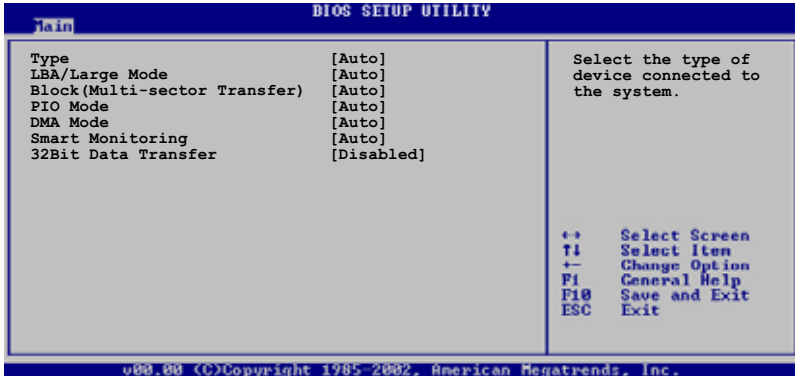 BIOS SETUP UTILITY
Main
Type [Auto]
LBA/Large Mode [Auto]
Block(Multi-sector Transfer) [Auto]
PIO Mode [Auto]
DMA Mode [Auto]
Smart Monitoring [Auto]
32Bit Data Transfer [Disabled]
Select the type of
device connected to
the system.
↔ Select Screen
↑↓ Select Item
+- Change Option
F1 General Help
F10 Save and Exit
ESC Exit
v00.00 (C)Copyright 1985-2002, American Megatrends, Inc.